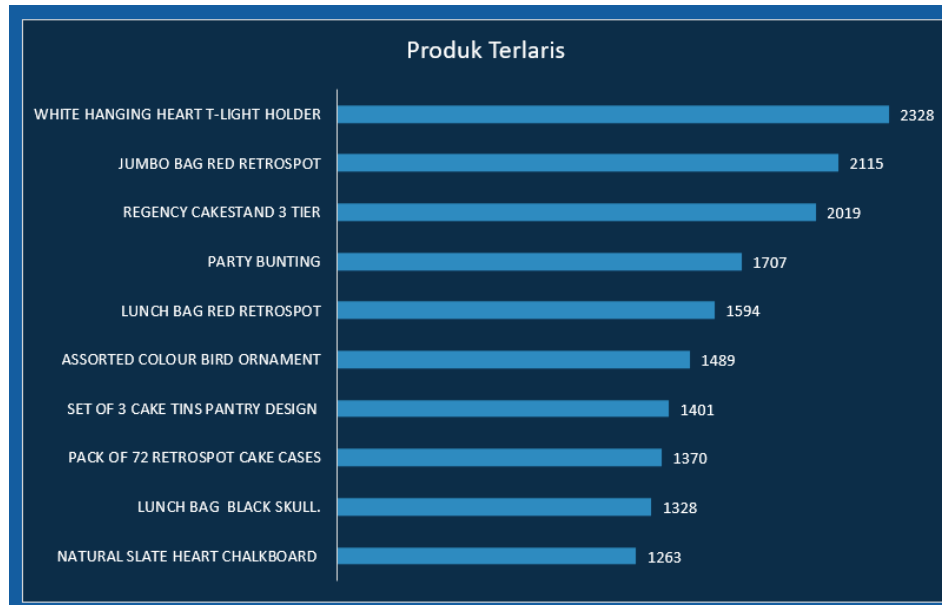 Produk Terlaris
WHITE HANGING HEART T-LIGHT HOLDER 2328
JUMBO BAG RED RETROSPOT 2115
REGENCY CAKESTAND 3 TIER 2019
PARTY BUNTING 1707
LUNCH BAG RED RETROSPOT 1594
ASSORTED COLOUR BIRD ORNAMENT 1489
SET OF 3 CAKE TINS PANTRY DESIGN 1401
PACK OF 72 RETROSPOT CAKE CASES 1370
LUNCH BAG  BLACK SKULL. 1328
NATURAL SLATE HEART CHALKBOARD 1263